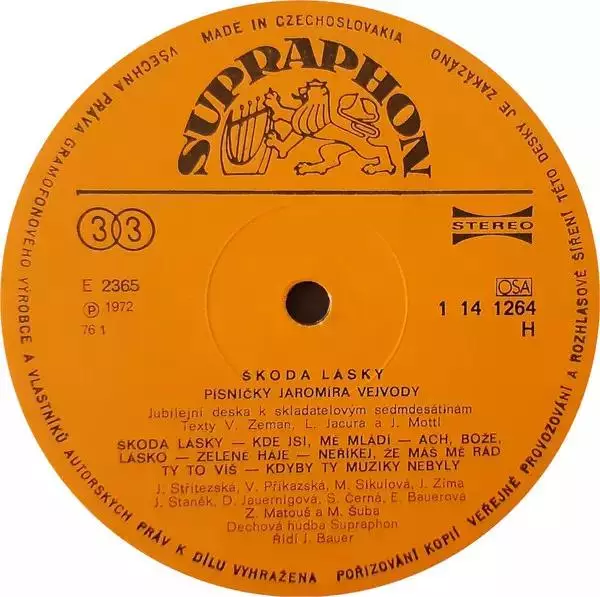 MADE IN CZECHOSLOVAKIA
VŠECHNA PRÁVA GRAMOFONOVÉHO VÝROBCE A VLASTNÍKŮ AUTORSKÝCH PRÁV K DÍLU VYHRAŽENA
POŘIZOVÁNÍ KOPIÍ VEŘEJNÉ PROVOZOVÁNÍ A ROZHLASOVÉ ŠÍŘENÍ TÉTO DESKY JE ZAKÁZÁNO
SUPRAPHON
33
STEREO
E 2365
Ⓟ 1972
76 1
OSA
1 14 1264
H
ŠKODA LÁSKY
PÍSNIČKY JAROMÍRA VEJVODY
Jubilejní deska k skladatelovým sedmdesátinám
Texty V. Zeman, L. Jacura a J. Mottl
ŠKODA LÁSKY – KDE JSI, MÉ MLÁDÍ – ACH, BOŽE,
LÁSKO – ZELENÉ HÁJE – NEŘÍKEJ, ŽE MÁŠ MĚ RÁD
TY TO VÍŠ – KDYBY TY MUZIKY NEBYLY
J. Střítezská, V. Příkazská, M. Sikulová, J. Zíma
J. Staněk, D. Jauernigová, S. Černá, E. Bauerová
Z. Matouš a M. Šuba
Dechová hudba Supraphon
Řídí J. Bauer